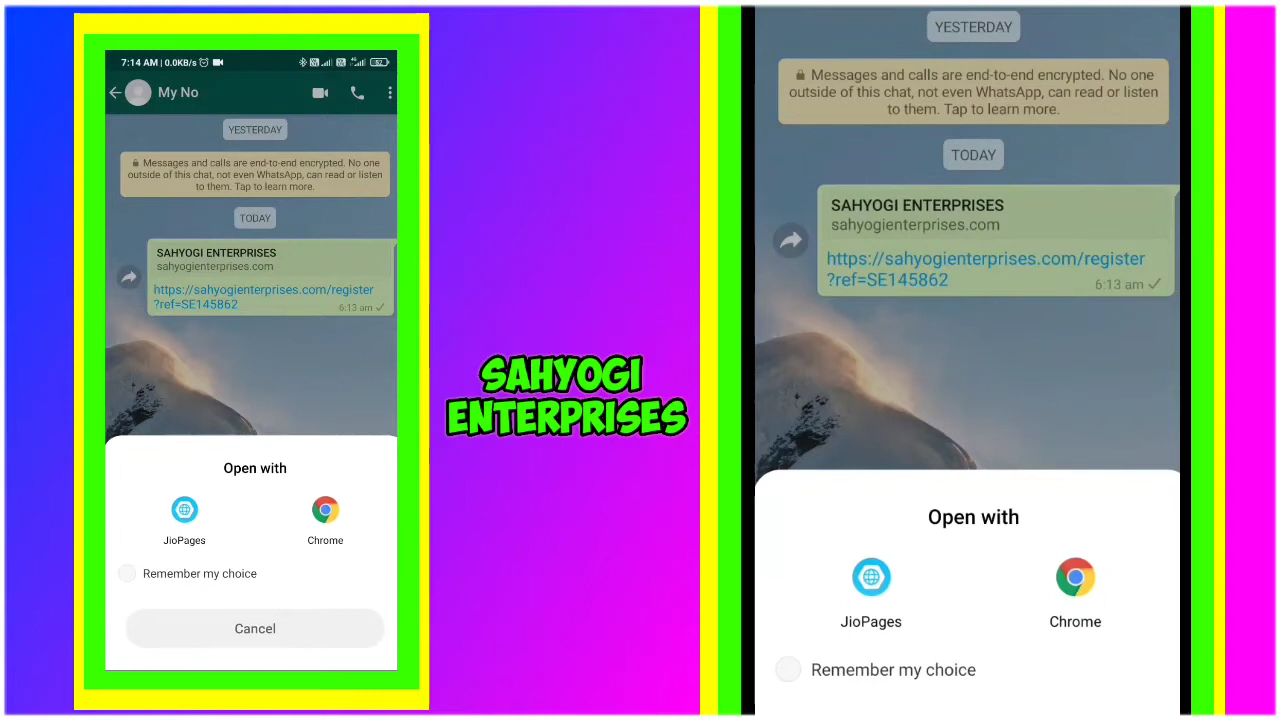 7:14 AM | 0.0KB/s
My No
YESTERDAY
Messages and calls are end-to-end encrypted. No one
outside of this chat, not even WhatsApp, can read or listen
to them. Tap to learn more.
TODAY
SAHYOGI ENTERPRISES
sahyogienterprises.com
https://sahyogienterprises.com/register
?ref=SE145862
6:13 am
Open with
JioPages
Chrome
Remember my choice
Cancel
SAHYOGI
ENTERPRISES
YESTERDAY
Messages and calls are end-to-end encrypted. No one
outside of this chat, not even WhatsApp, can read or listen
to them. Tap to learn more.
TODAY
SAHYOGI ENTERPRISES
sahyogienterprises.com
https://sahyogienterprises.com/register
?ref=SE145862
6:13 am
Open with
JioPages
Chrome
Remember my choice